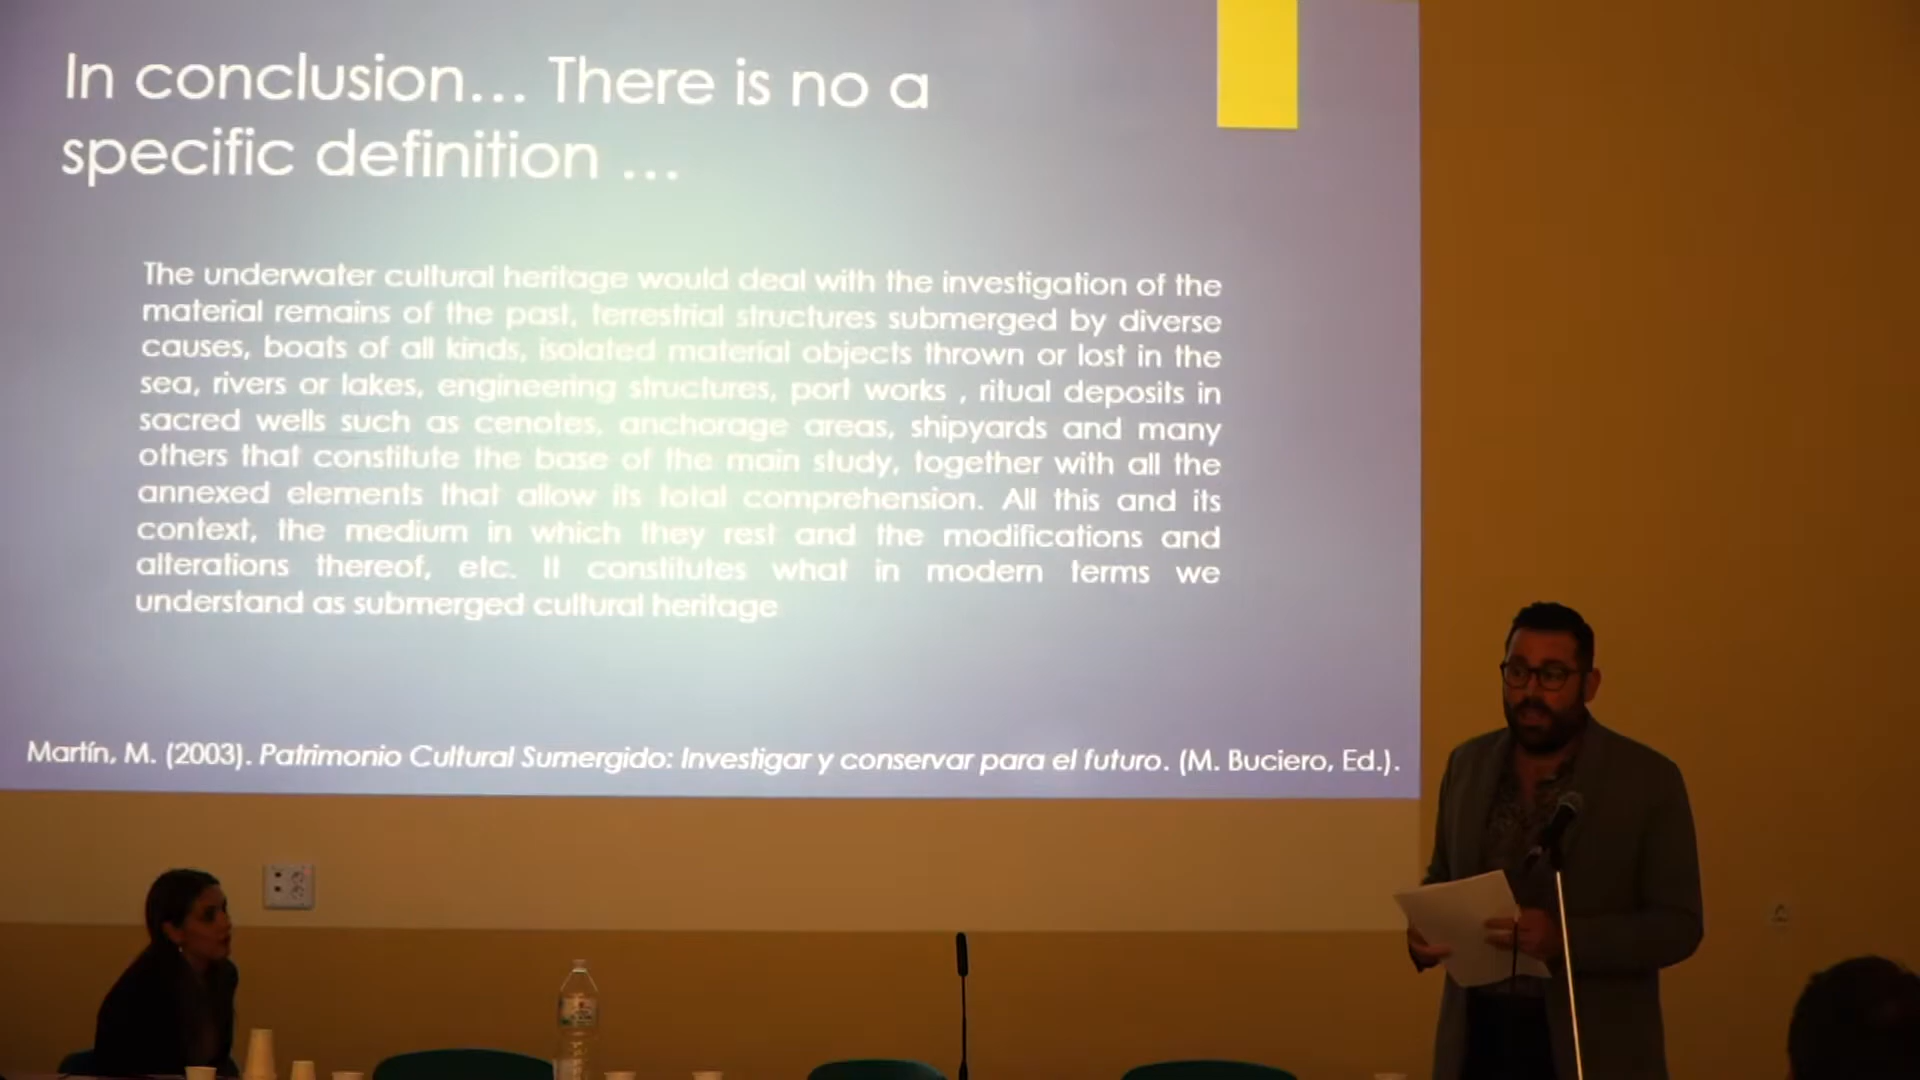 In conclusion... There is no a
specific definition ...
The underwater cultural heritage would deal with the investigation of the
material remains of the past, terrestrial structures submerged by diverse
causes, boats of all kinds, isolated material objects thrown or lost in the
sea, rivers or lakes, engineering structures, port works , ritual deposits in
sacred wells such as cenotes, anchorage areas, shipyards and many
others that constitute the base of the main study, together with all the
annexed elements that allow its total comprehension. All this and its
context, the medium in which they rest and the modifications and
alterations thereof, etc. It constitutes what in modern terms we
understand as submerged cultural heritage
Martín, M. (2003). Patrimonio Cultural Sumergido: Investigar y conservar para el futuro. (M. Buciero, Ed.).